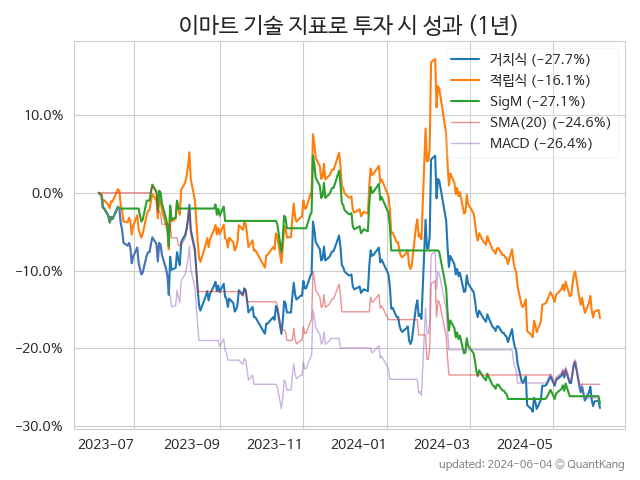 이마트 기술 지표로 투자 시 성과 (1년)
거치식 (−27.7%)
적립식 (−16.1%)
SigM (−27.1%)
SMA(20) (−24.6%)
MACD (−26.4%)
10.0%
0.0%
−10.0%
−20.0%
−30.0%
2023-07 2023-09 2023-11 2024-01 2024-03 2024-05
updated: 2024-06-04 © QuantKang